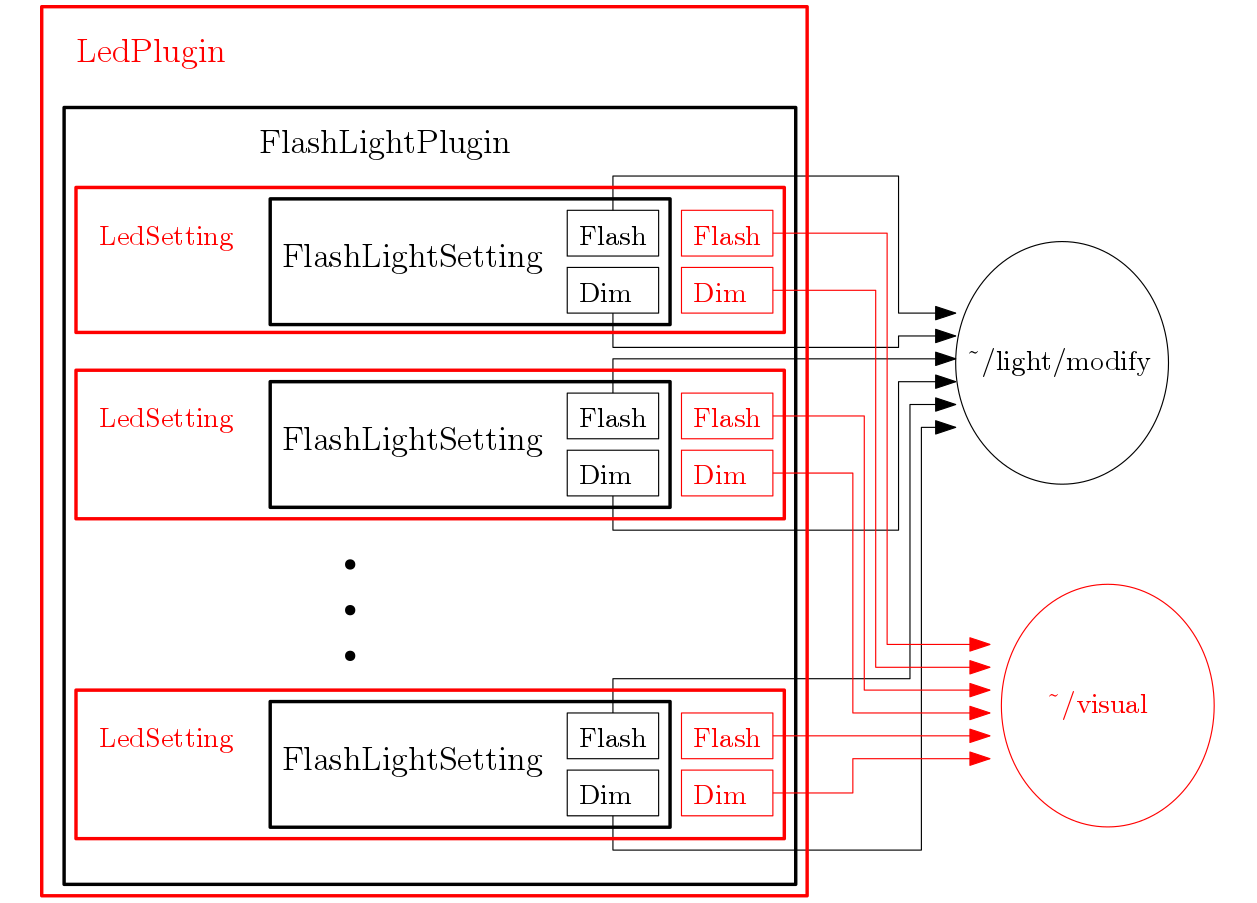 LedPlugin
FlashLightPlugin
LedSetting
FlashLightSetting
Flash
Flash
Dim
Dim
~/light/modify
LedSetting
FlashLightSetting
Flash
Flash
Dim
Dim
~/visual
LedSetting
FlashLightSetting
Flash
Flash
Dim
Dim